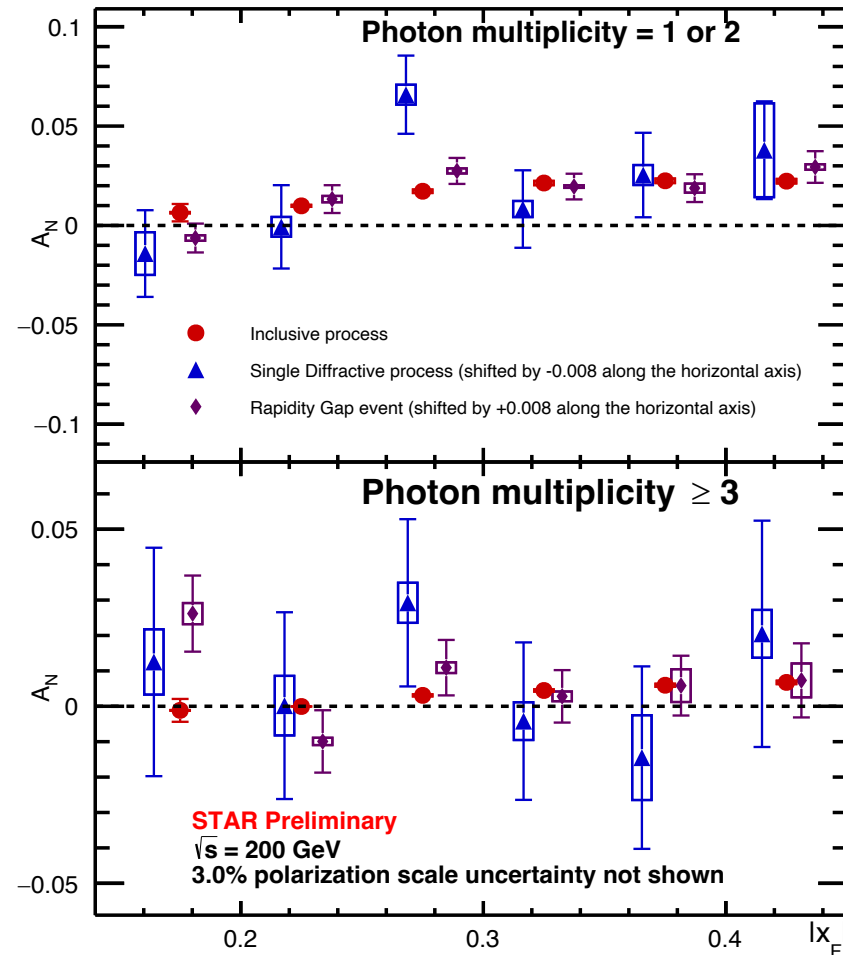 0.1
Photon multiplicity = 1 or 2
0.05
A_N
0
−0.05
Inclusive process
Single Diffractive process (shifted by -0.008 along the horizontal axis)
Rapidity Gap event (shifted by +0.008 along the horizontal axis)
−0.1
Photon multiplicity ≥ 3
0.05
A_N
0
STAR Preliminary
√s = 200 GeV
3.0% polarization scale uncertainty not shown
−0.05
0.2 0.3 0.4 |x_F